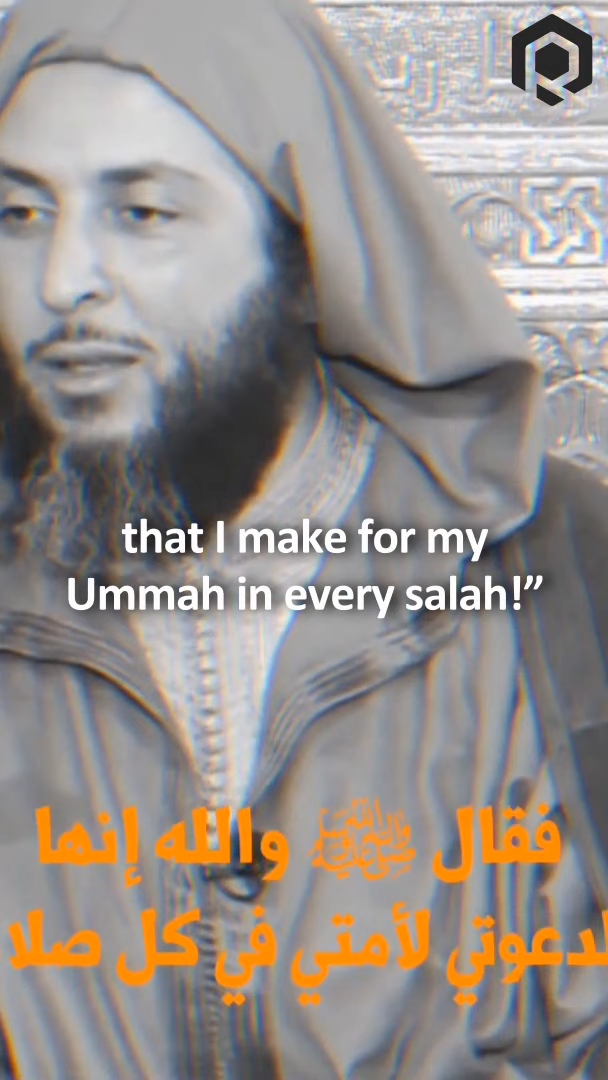 that I make for my
Ummah in every salah!”
فقال ﷺ والله إنها
لدعوتي لأمتي في كل صلا